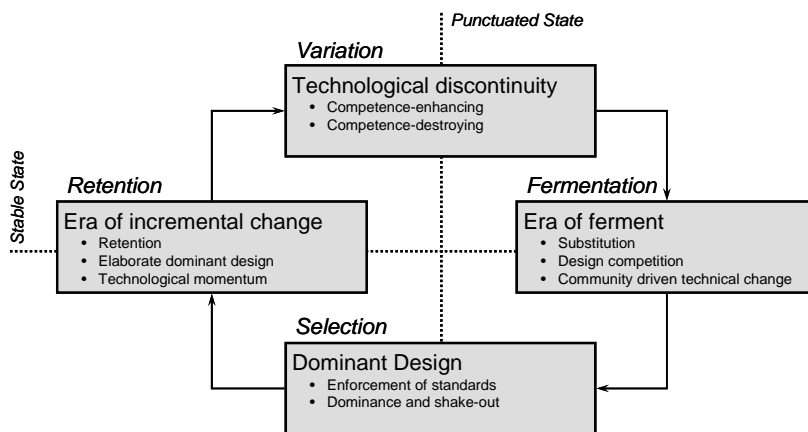 Punctuated State
Variation
Technological discontinuity
• Competence-enhancing
• Competence-destroying
Stable State
Retention
Era of incremental change
• Retention
• Elaborate dominant design
• Technological momentum
Fermentation
Era of ferment
• Substitution
• Design competition
• Community driven technical change
Selection
Dominant Design
• Enforcement of standards
• Dominance and shake-out